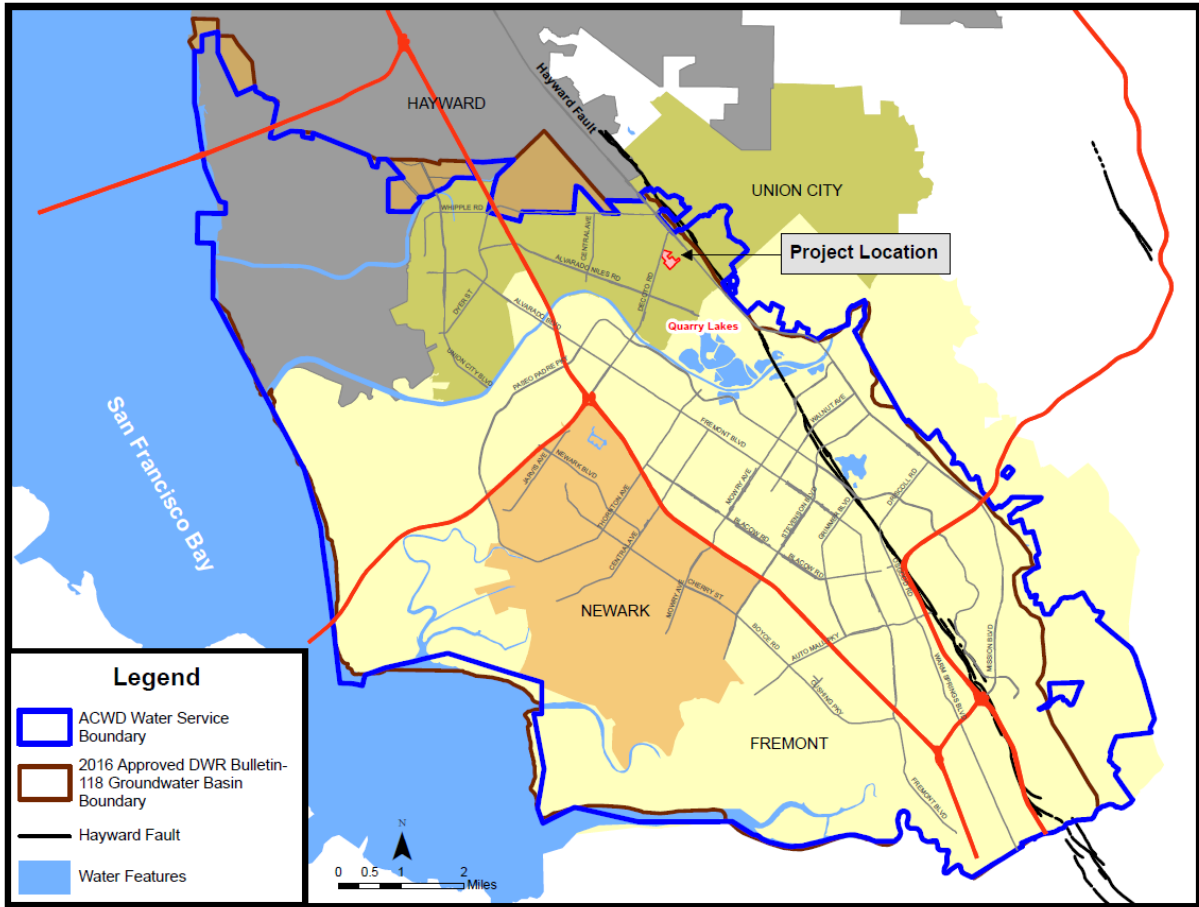 HAYWARD
Hayward Fault
UNION CITY
WHIPPLE RD
CENTRAL AVE
Project Location
ALVARADO NILES RD
DECOTO RD
DYER ST
ALVARADO BLVD
Quarry Lakes
UNION CITY BLVD
PASEO PADRE PKY
WALNUT AVE
San Francisco Bay
FREMONT BLVD
JARVIS AVE
NEWARK BLVD
MOWRY AVE
DRISCOLL RD
THORNTON AVE
STEVENSON BLVD
GRIMMER BLVD
BLACOW RD
CENTRAL AVE
BLACOW RD
NEWARK
MOWRY AVE
CHERRY ST
BOYCE RD
AUTO MALL PKY
MISSION BLVD
WARM SPRINGS BLVD
CUSHING PKY
FREMONT
FREMONT BLVD
Legend
ACWD Water Service
Boundary
2016 Approved DWR Bulletin-
118 Groundwater Basin
Boundary
Hayward Fault
Water Features
N
0 0.5 1 2
Miles